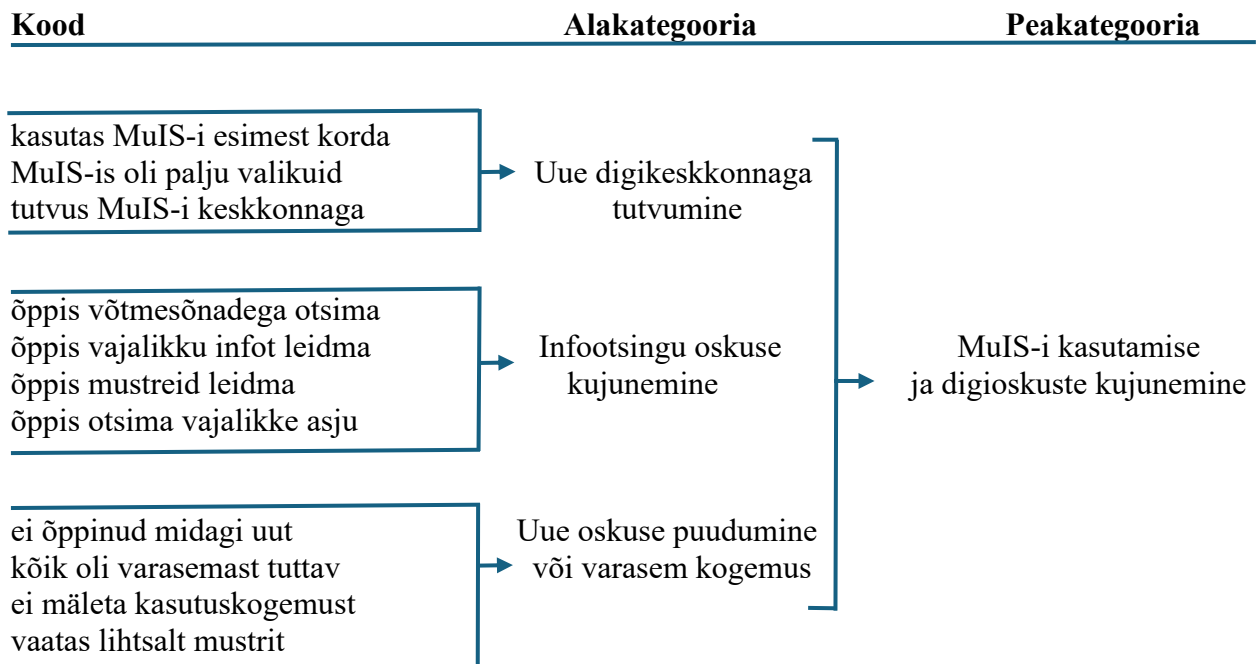 Kood Alakategooria Peakategooria
kasutas MuIS-i esimest korda
MuIS-is oli palju valikuid
tutvus MuIS-i keskkonnaga
Uue digikeskkonnaga
tutvumine
õppis võtmesõnadega otsima
õppis vajalikku infot leidma
õppis mustreid leidma
õppis otsima vajalikke asju
Infootsingu oskuse
kujunemine
ei õppinud midagi uut
kõik oli varasemast tuttav
ei mäleta kasutuskogemust
vaatas lihtsalt mustrit
Uue oskuse puudumine
või varasem kogemus
MuIS-i kasutamise
ja digioskuste kujunemine